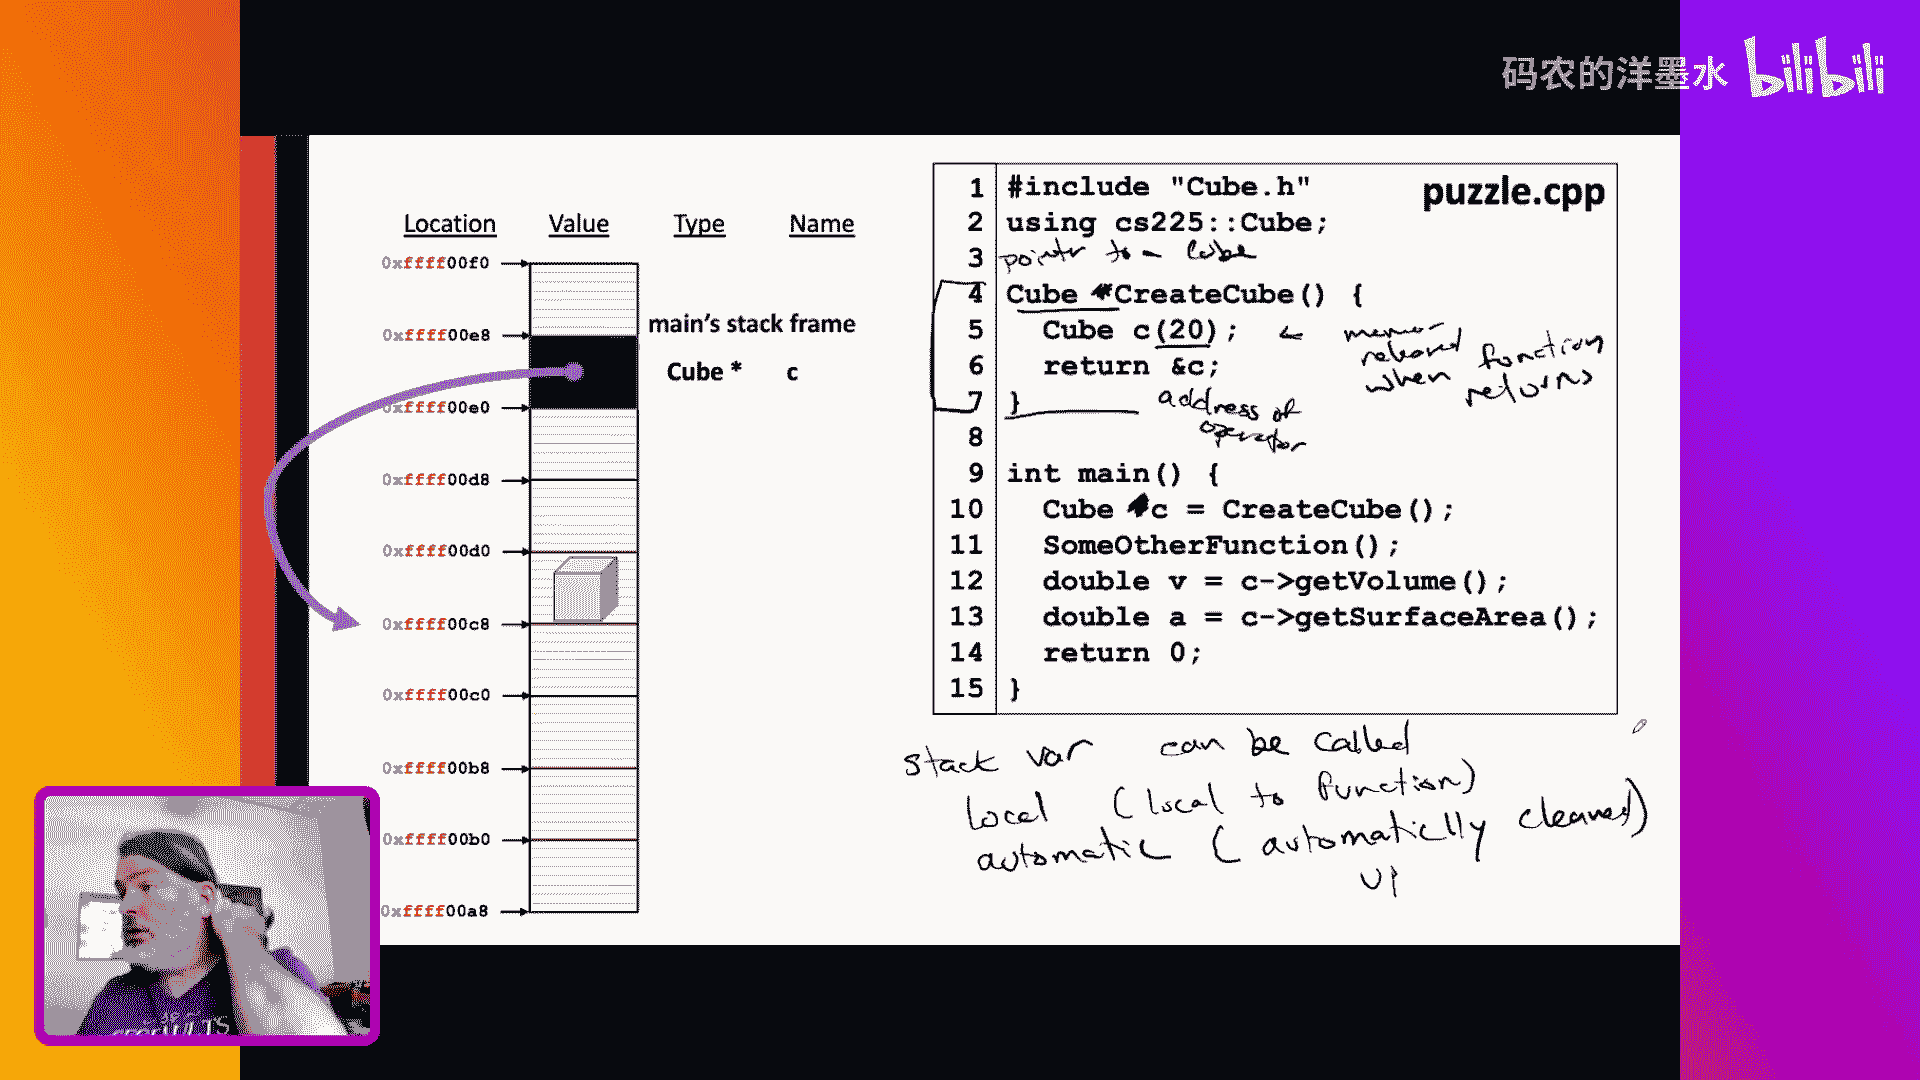 码农的洋墨水 bilibili
Location Value Type Name
0xffff00f0
main's stack frame
0xffff00e8
Cube * c
0xffff00e0
0xffff00d8
0xffff00d0
0xffff00c8
0xffff00c0
0xffff00b8
0xffff00b0
0xffff00a8
puzzle.cpp
1 #include "Cube.h"
2 using cs225::Cube;
3 pointr to a Cube
4 Cube *CreateCube() {
5 Cube c(20); ← memor
released function
6 return &c; when returns
7 }
address of
8 operator
9 int main() {
10 Cube *c = CreateCube();
11 SomeOtherFunction();
12 double v = c->getVolume();
13 double a = c->getSurfaceArea();
14 return 0;
15 }
stack var can be called
local (local to function)
automatic (automatically cleaned)
up